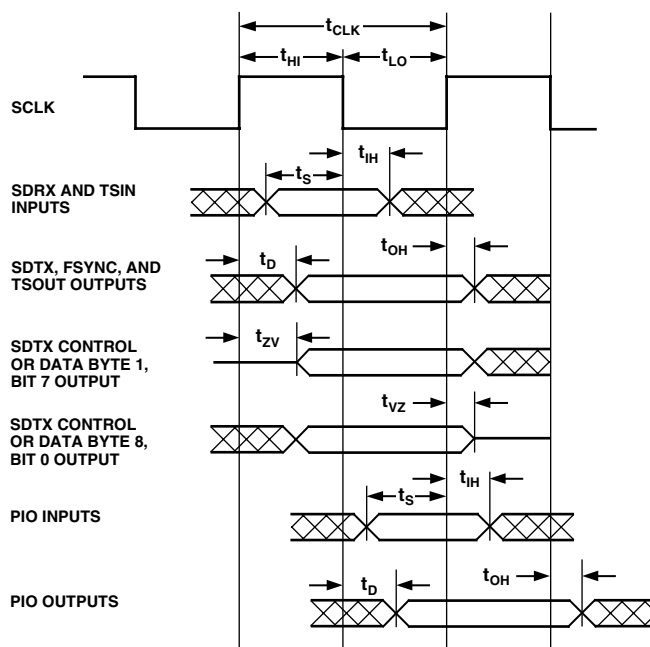 tCLK
tHI tLO
SCLK
tIH
tS
SDRX AND TSIN
INPUTS
tD tOH
SDTX, FSYNC, AND
TSOUT OUTPUTS
tZV
SDTX CONTROL
OR DATA BYTE 1,
BIT 7 OUTPUT
tVZ
SDTX CONTROL
OR DATA BYTE 8,
BIT 0 OUTPUT
tS tIH
PIO INPUTS
tD tOH
PIO OUTPUTS